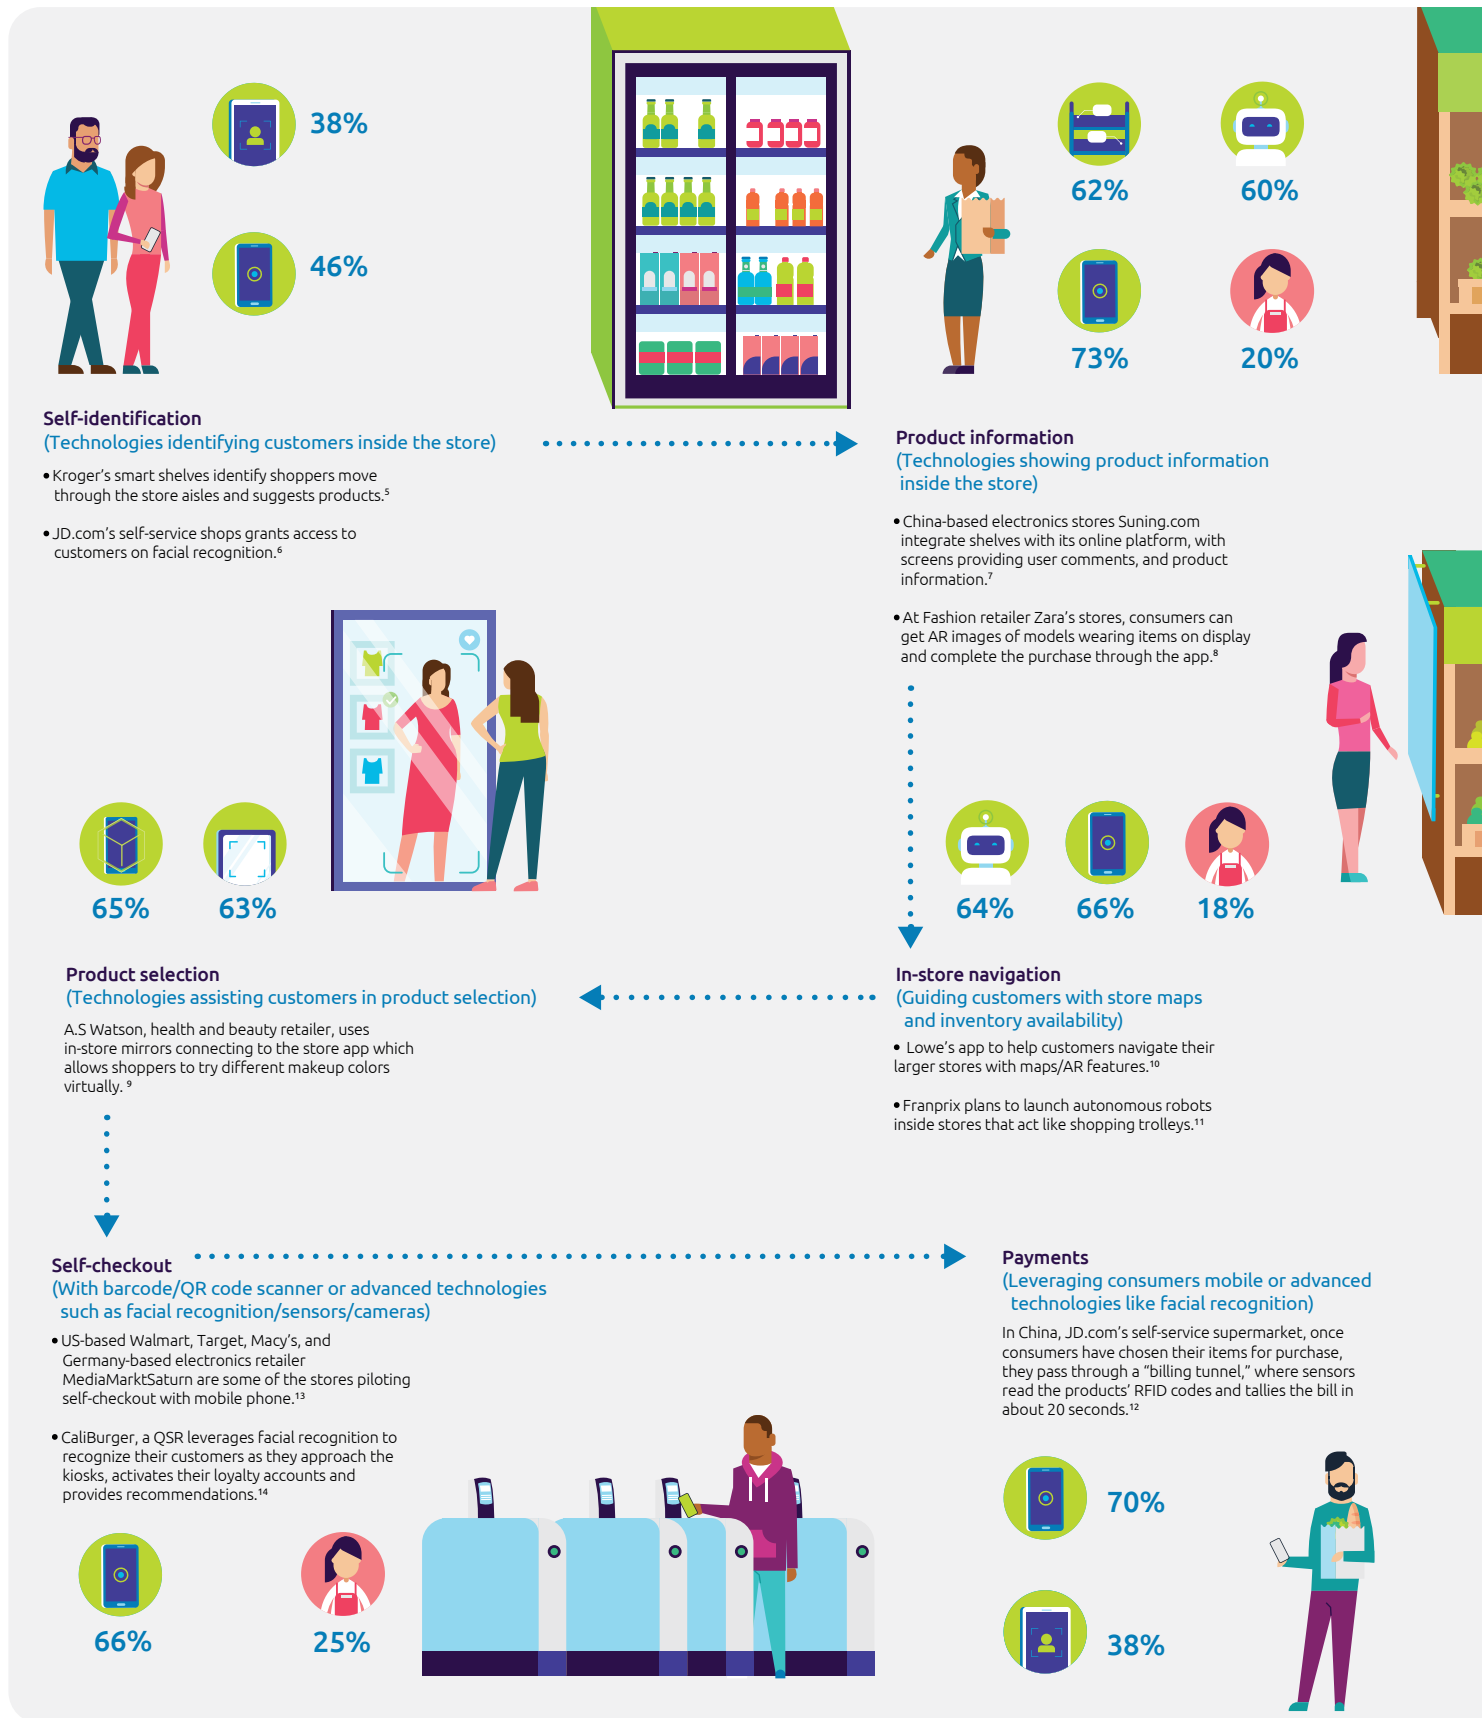 38%
46%
62%
60%
73%
20%
Self-identification
(Technologies identifying customers inside the store)
• Kroger's smart shelves identify shoppers move
through the store aisles and suggests products.⁵
• JD.com's self-service shops grants access to
customers on facial recognition.⁶
Product information
(Technologies showing product information
inside the store)
• China-based electronics stores Suning.com
integrate shelves with its online platform, with
screens providing user comments, and product
information.⁷
• At Fashion retailer Zara's stores, consumers can
get AR images of models wearing items on display
and complete the purchase through the app.⁸
65%
63%
64%
66%
18%
Product selection
(Technologies assisting customers in product selection)
A.S Watson, health and beauty retailer, uses
in-store mirrors connecting to the store app which
allows shoppers to try different makeup colors
virtually. ⁹
In-store navigation
(Guiding customers with store maps
and inventory availability)
• Lowe's app to help customers navigate their
larger stores with maps/AR features.¹⁰
• Franprix plans to launch autonomous robots
inside stores that act like shopping trolleys.¹¹
Self-checkout
(With barcode/QR code scanner or advanced technologies
such as facial recognition/sensors/cameras)
• US-based Walmart, Target, Macy's, and
Germany-based electronics retailer
MediaMarktSaturn are some of the stores piloting
self-checkout with mobile phone.¹³
• CaliBurger, a QSR leverages facial recognition to
recognize their customers as they approach the
kiosks, activates their loyalty accounts and
provides recommendations.¹⁴
66%
25%
Payments
(Leveraging consumers mobile or advanced
technologies like facial recognition)
In China, JD.com's self-service supermarket, once
consumers have chosen their items for purchase,
they pass through a "billing tunnel," where sensors
read the products' RFID codes and tallies the bill in
about 20 seconds.¹²
70%
38%